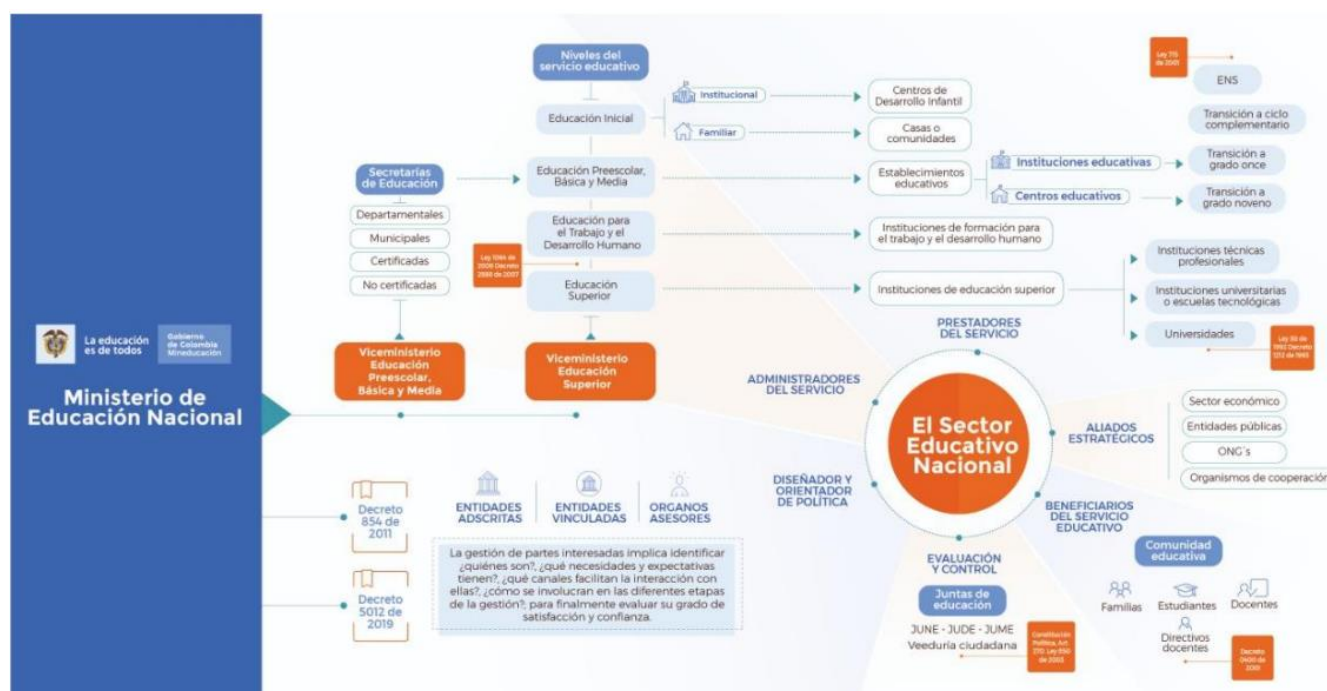 La educación
es de todos
Gobierno
de Colombia
Mineducación
Ministerio de
Educación Nacional
Niveles del
servicio educativo
Educación Inicial
Institucional
Familiar
Centros de
Desarrollo Infantil
Casas o
comunidades
Secretarías
de Educación
Departamentales
Municipales
Certificadas
No certificadas
Educación Preescolar,
Básica y Media
Establecimientos
educativos
Instituciones educativas
Centros educativos
Ley 715
de 2001
ENS
Transición a ciclo
complementario
Transición a
grado once
Transición a
grado noveno
Educación para
el Trabajo y el
Desarrollo Humano
Instituciones de formación para
el trabajo y el desarrollo humano
Educación
Superior
Instituciones de educación superior
Instituciones técnicas
profesionales
Instituciones universitarias
o escuelas tecnológicas
Universidades
Viceministerio
Educación
Preescolar,
Básica y Media
Viceministerio
Educación
Superior
PRESTADORES
DEL SERVICIO
ADMINISTRADORES
DEL SERVICIO
El Sector
Educativo
Nacional
ALIADOS
ESTRATÉGICOS
Sector económico
Entidades públicas
ONG´s
Organismos de cooperación
DISEÑADOR Y
ORIENTADOR
DE POLÍTICA
BENEFICIARIOS
DEL SERVICIO
EDUCATIVO
Decreto
854 de
2011
Decreto
5012 de
2019
ENTIDADES
ADSCRITAS
ENTIDADES
VINCULADAS
ORGANOS
ASESORES
La gestión de partes interesadas implica identificar
¿quiénes son?, ¿qué necesidades y expectativas
tienen?, ¿qué canales facilitan la interacción con
ellas?, ¿cómo se involucran en las diferentes etapas
de la gestión?; para finalmente evaluar su grado de
satisfacción y confianza.
EVALUACIÓN
Y CONTROL
Juntas de
educación
JUNE - JUDE - JUME
Veeduría ciudadana
Constitución
Política, Art.
Comunidad
educativa
Familias
Estudiantes
Docentes
Directivos
docentes
Decreto